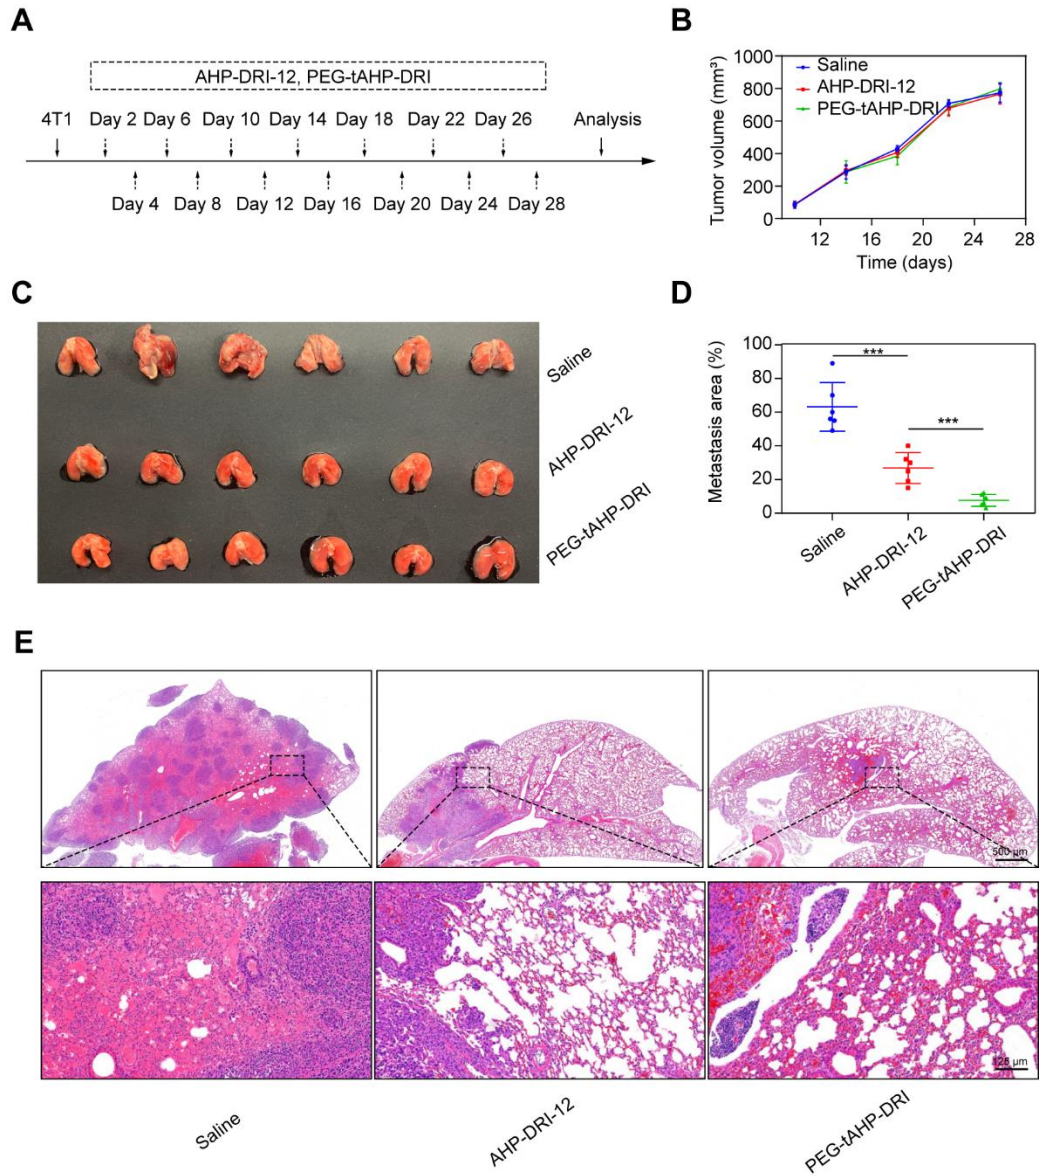 A
AHP-DRI-12, PEG-tAHP-DRI
4T1 Day 2 Day 6 Day 10 Day 14 Day 18 Day 22 Day 26 Analysis
Day 4 Day 8 Day 12 Day 16 Day 20 Day 24 Day 28
B
Tumor volume (mm³)
1000
800
600
400
200
0
Saline
AHP-DRI-12
PEG-tAHP-DRI
12 16 20 24 28
Time (days)
C
Saline
AHP-DRI-12
PEG-tAHP-DRI
D
Metastasis area (%)
100
80
60
40
20
0
***
***
Saline
AHP-DRI-12
PEG-tAHP-DRI
E
500 μm
125 μm
Saline
AHP-DRI-12
PEG-tAHP-DRI